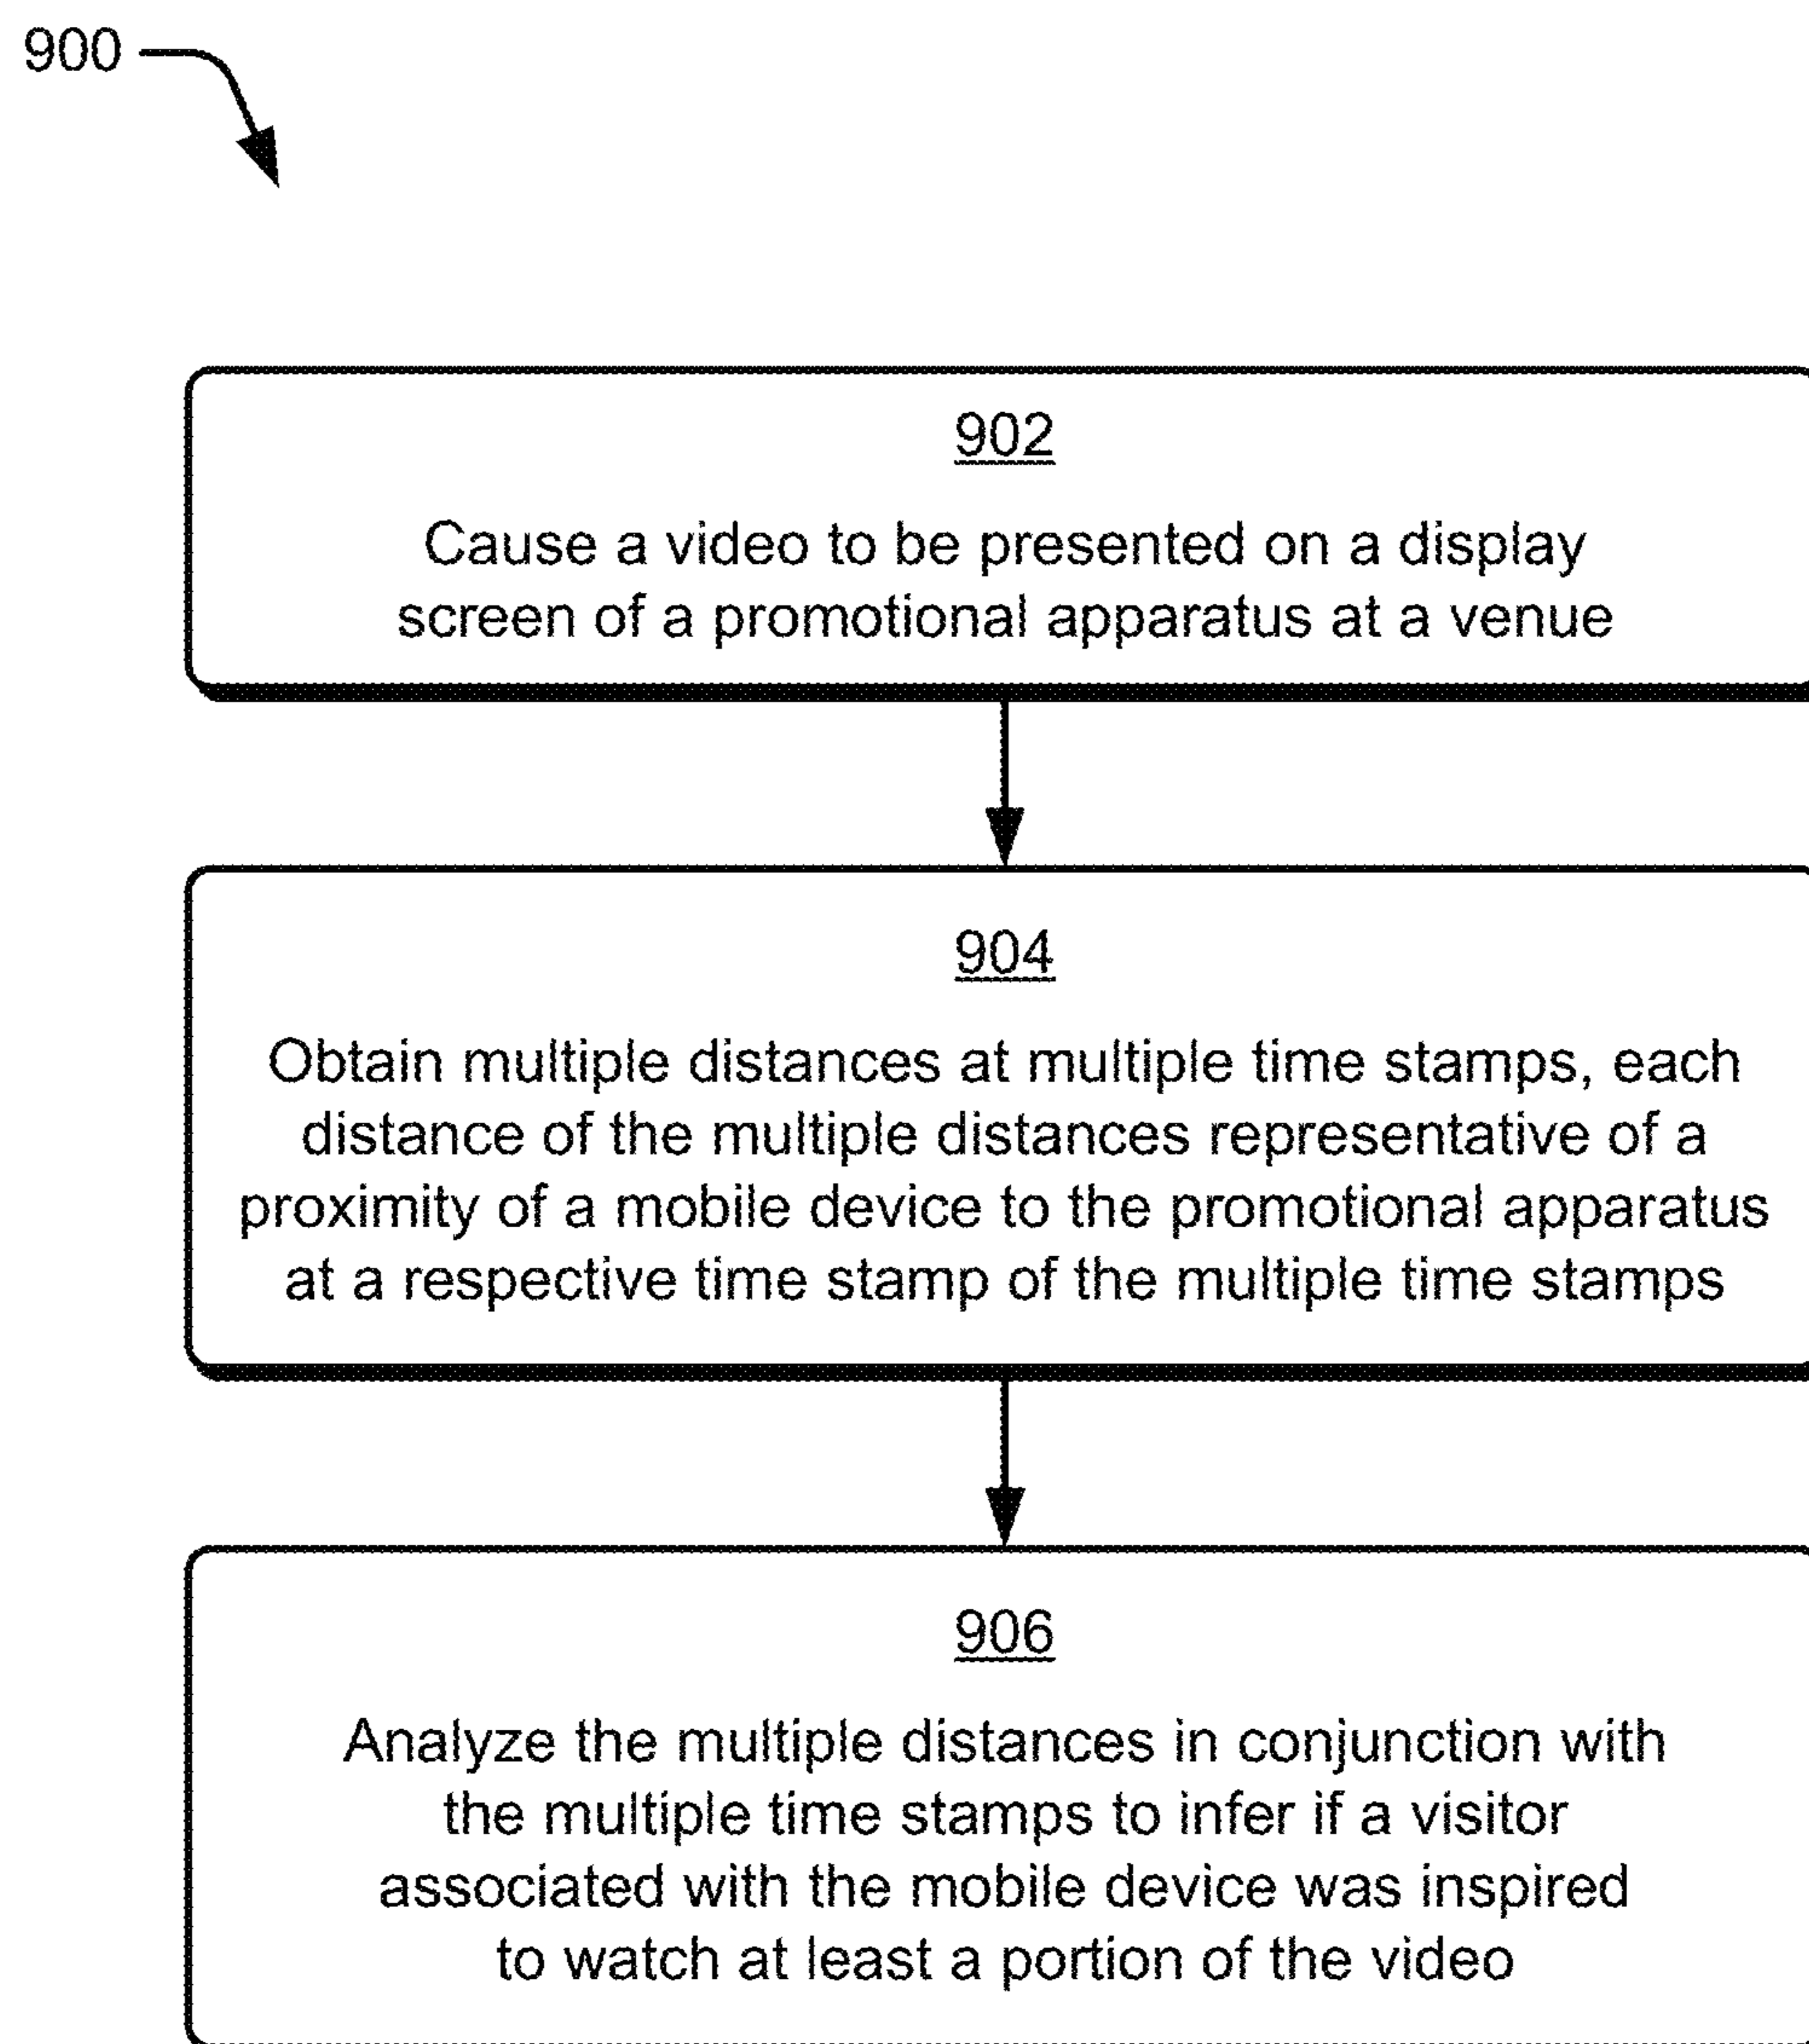 900
902
Cause a video to be presented on a display
screen of a promotional apparatus at a venue
904
Obtain multiple distances at multiple time stamps, each
distance of the multiple distances representative of a
proximity of a mobile device to the promotional apparatus
at a respective time stamp of the multiple time stamps
906
Analyze the multiple distances in conjunction with
the multiple time stamps to infer if a visitor
associated with the mobile device was inspired
to watch at least a portion of the video